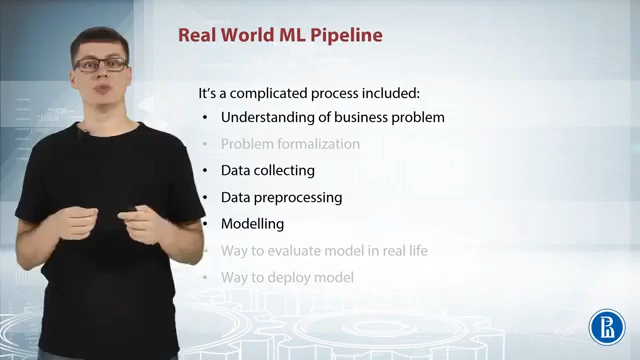 Real World ML Pipeline
It's a complicated process included:
• Understanding of business problem
• Problem formalization
• Data collecting
• Data preprocessing
• Modelling
• Way to evaluate model in real life
• Way to deploy model